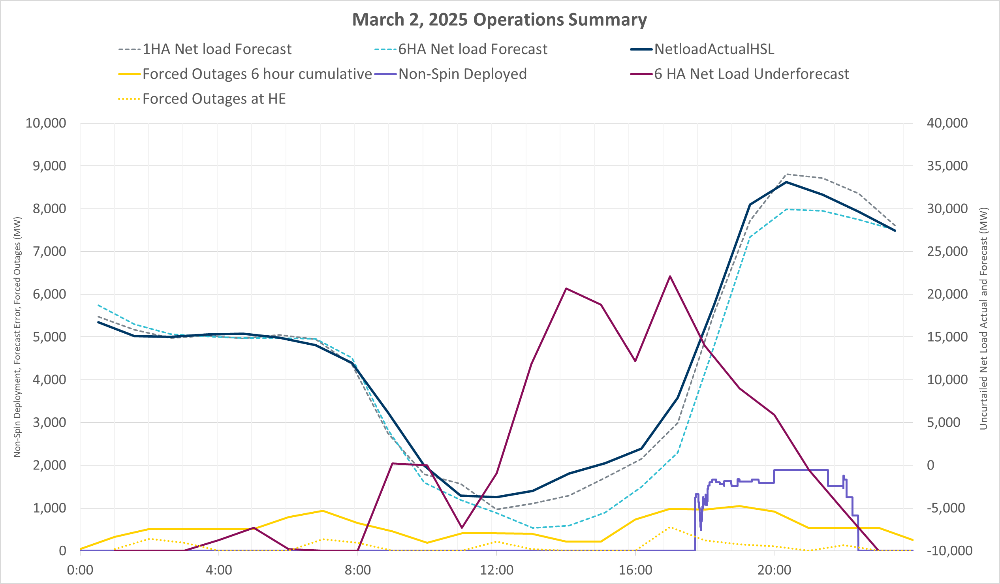 March 2, 2025 Operations Summary
1HA Net load Forecast
6HA Net load Forecast
NetloadActualHSL
Forced Outages 6 hour cumulative
Non-Spin Deployed
6 HA Net Load Underforecast
Forced Outages at HE
Non-Spin Deployment, Forecast Error, Forced Outages (MW)
10,000
9,000
8,000
7,000
6,000
5,000
4,000
3,000
2,000
1,000
0
40,000
35,000
30,000
25,000
20,000
15,000
10,000
5,000
0
-5,000
-10,000
Uncurtailed Net Load Actual and Forecast (MW)
0:00
4:00
8:00
12:00
16:00
20:00